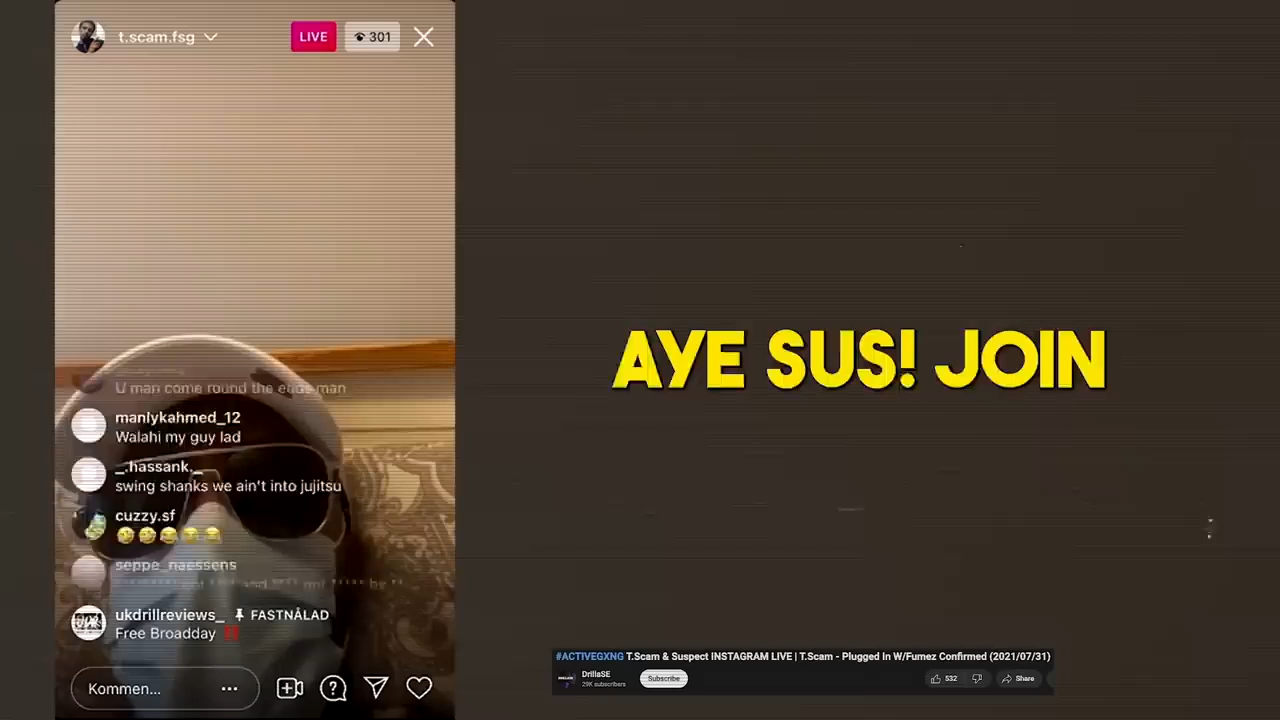 t.scam.fsg
LIVE
301
U man come round the ends man
manlykahmed_12
Walahi my guy lad
_.hassank._
swing shanks we ain't into jujitsu
cuzzy.sf
seppe_naessens
ukdrillreviews_ FASTNÅLAD
Free Broadday
Kommen...
AYE SUS! JOIN
#ACTIVEGXNG T.Scam & Suspect INSTAGRAM LIVE | T.Scam - Plugged In W/Fumez Confirmed (2021/07/31)
DrillaSE
29K subscribers
Subscribe
532
Share